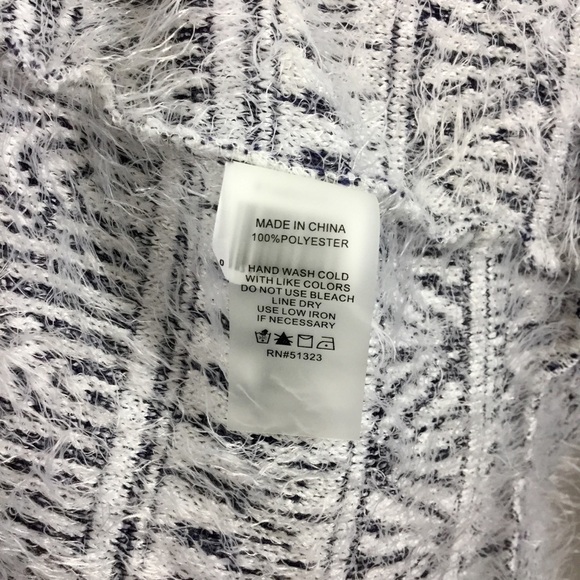 MADE IN CHINA
100%POLYESTER
0
HAND WASH COLD
WITH LIKE COLORS
DO NOT USE BLEACH
LINE DRY
USE LOW IRON
IF NECESSARY
RN#51323